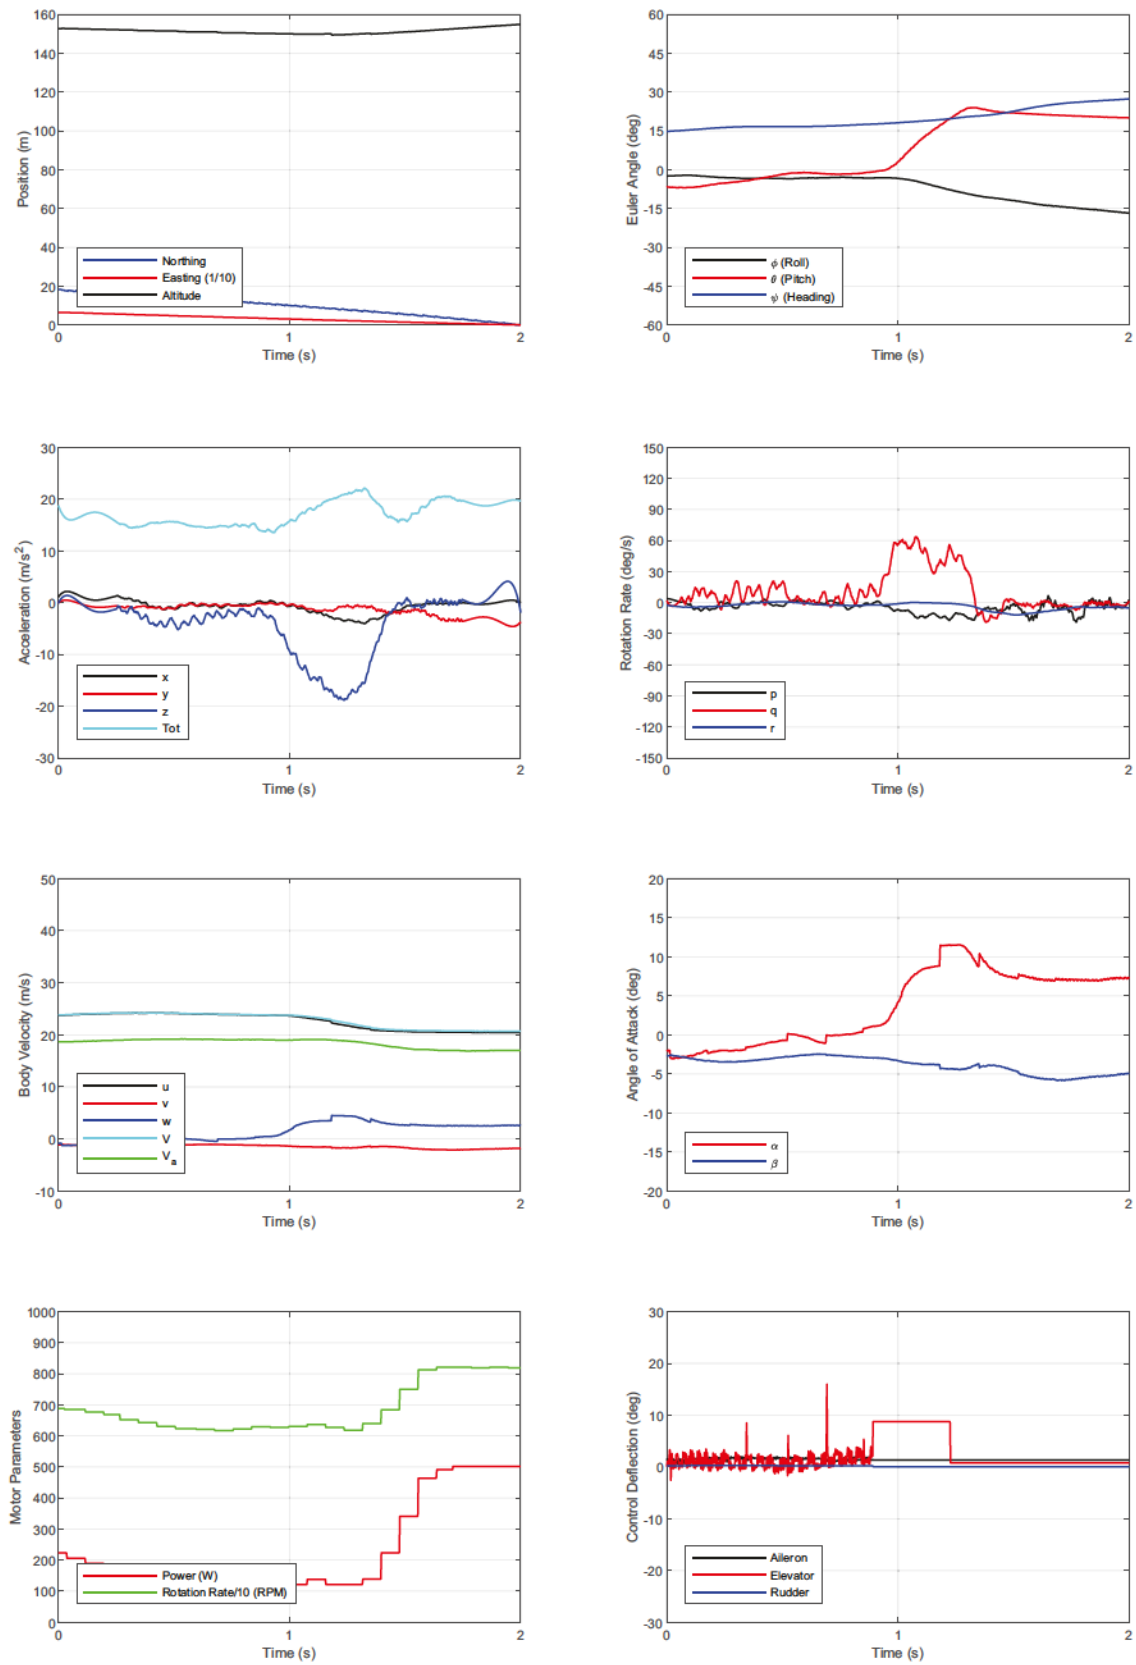 160
140
120
100
80
60
40
20
0
Position (m)
Northing
Easting (1/10)
Altitude
0 1 2
Time (s)
60
45
30
15
0
-15
-30
-45
-60
Euler Angle (deg)
ϕ (Roll)
θ (Pitch)
ψ (Heading)
0 1 2
Time (s)
30
20
10
0
-10
-20
-30
Acceleration (m/s²)
x
y
z
Tot
0 1 2
Time (s)
150
120
90
60
30
0
-30
-60
-90
-120
-150
Rotation Rate (deg/s)
p
q
r
0 1 2
Time (s)
50
40
30
20
10
0
-10
Body Velocity (m/s)
u
v
w
V
Vₐ
0 1 2
Time (s)
20
15
10
5
0
-5
-10
-15
-20
Angle of Attack (deg)
α
β
0 1 2
Time (s)
1000
900
800
700
600
500
400
300
200
100
0
Motor Parameters
Power (W)
Rotation Rate/10 (RPM)
0 1 2
Time (s)
30
20
10
0
-10
-20
-30
Control Deflection (deg)
Aileron
Elevator
Rudder
0 1 2
Time (s)